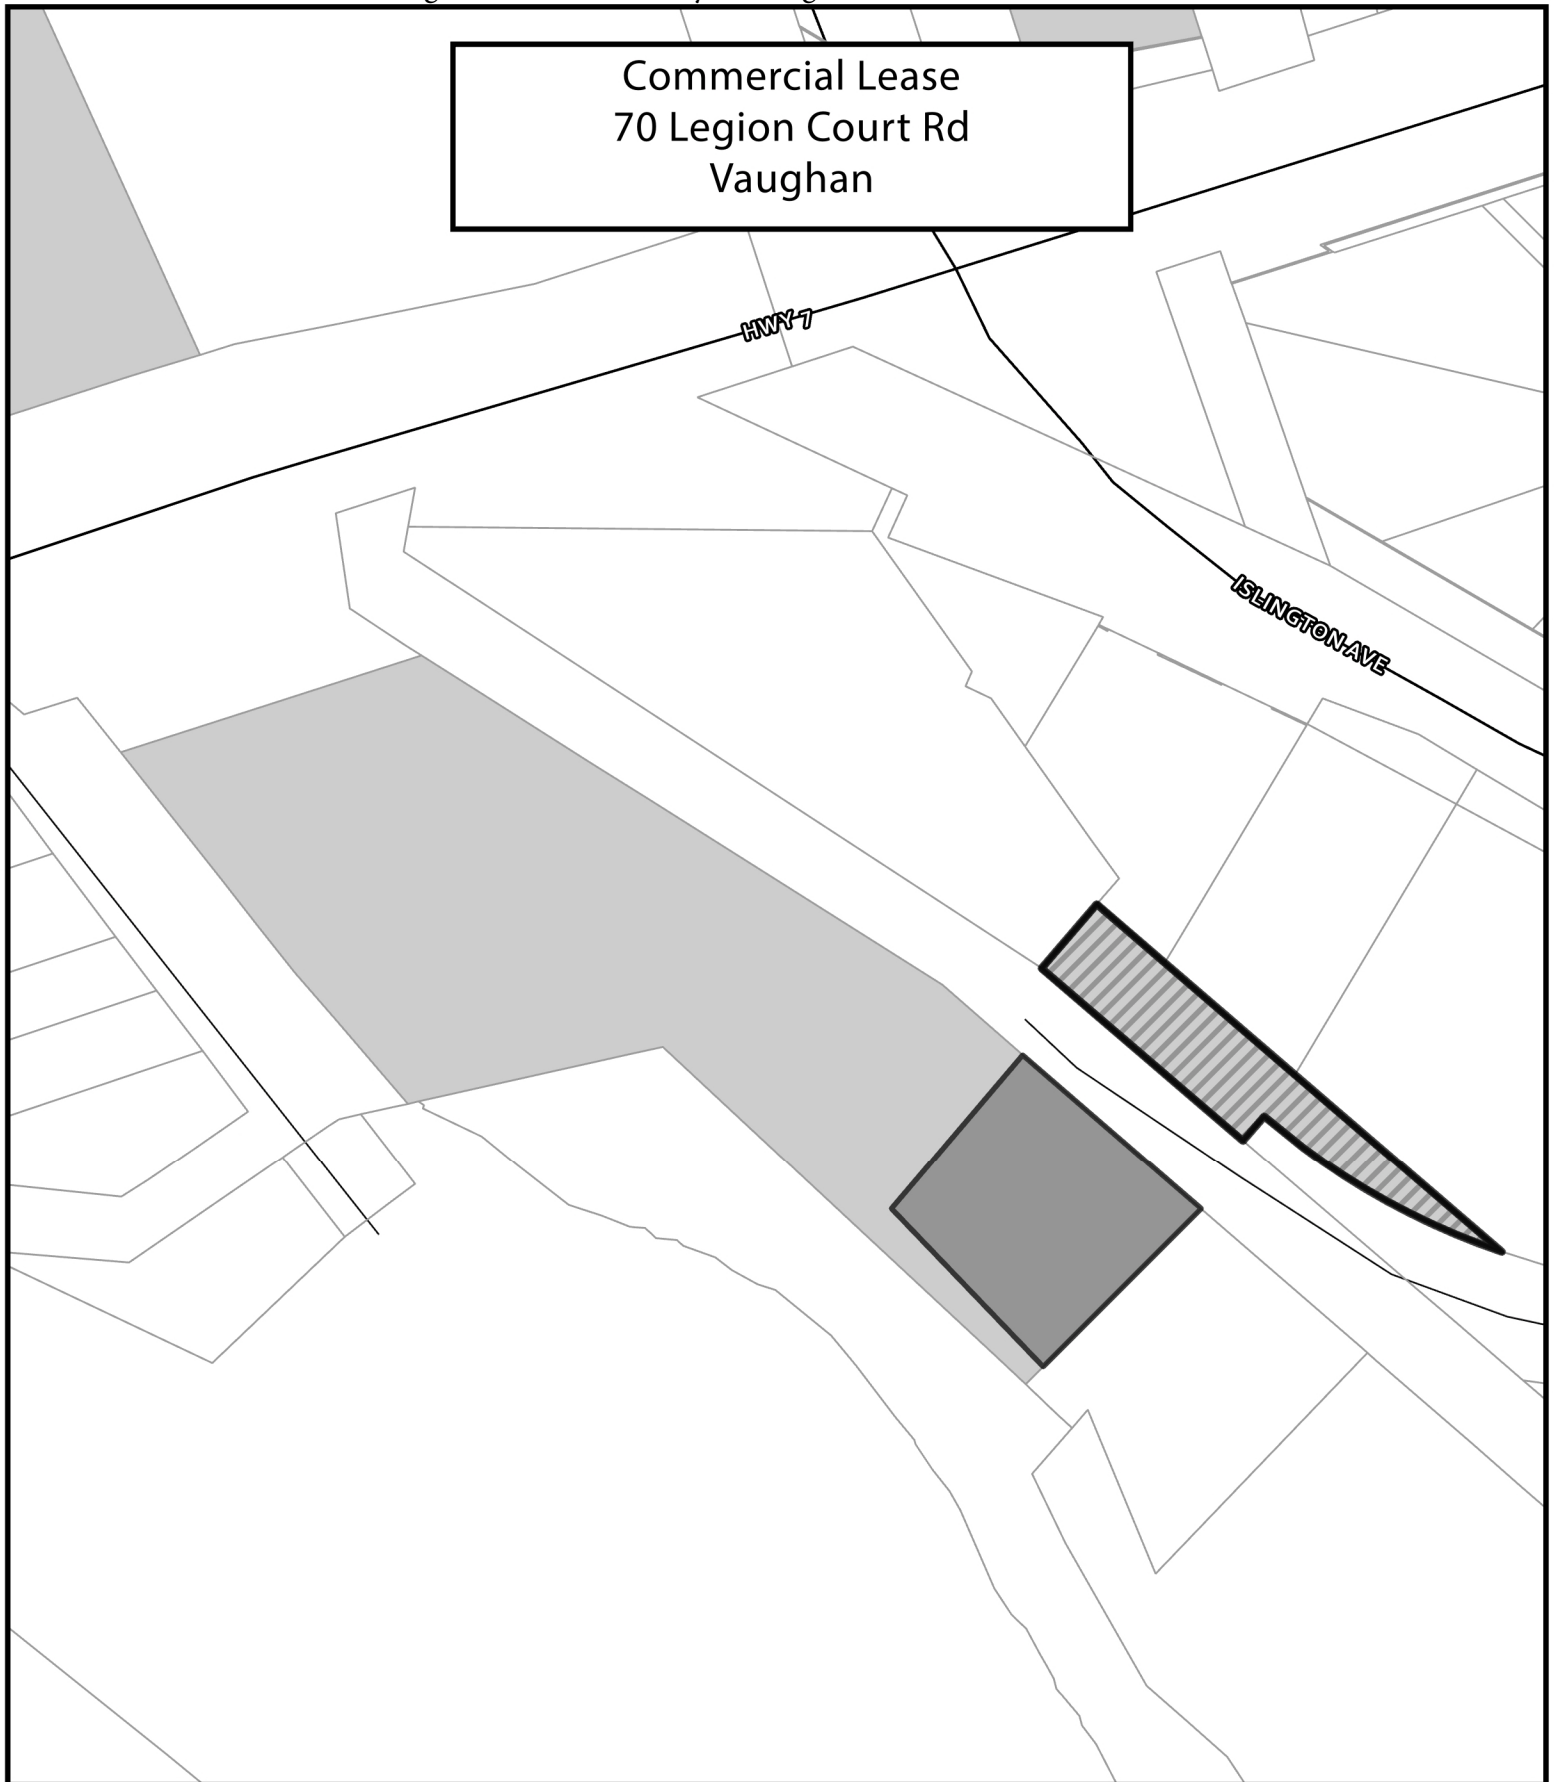 Commercial Lease
70 Legion Court Rd
Vaughan
HWY 7
ISLINGTON AVE